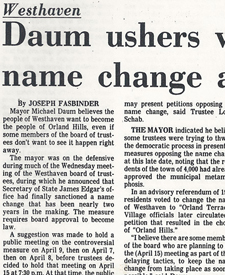 Westhaven
Daum ushers
name change
By JOSEPH FASBINDER
Mayor Michael Daum believes the
people of Westhaven want to become
the people of Orland Hills, even if
some members of the board of trust-
ees don't want to see it happen right
away.
The mayor was on the defensive
during much of the Wednesday meet-
ing of the Westhaven board of trust-
ees, during which he announced that
Secretary of State James Edgar's of-
fice had finally sanctioned a name
change that has been nearly two
years in the making. The measure
requires board approval to become
law.
A suggestion was made to hold a
public meeting on the controversial
measure on April 9, then on April 7,
then on April 8, before trustees de-
cided to hold that meeting on April
15 at 7:30 p.m. At that time, the public
may present petitions opposing
name change, said Trustee Lo
Schab.
THE MAYOR indicated he belie
some trustees were trying to thw
the democratic process in present
measures opposing the name chan
at this late date, noting that the r
dents of the town of 4,000 had alrea
approved the municipal metam
phosis.
In an advisory referendum of 1
residents voted to change the nam
of Westhaven to "Orland Terra
Village officials later circulated
petition that resulted in the cho
of "Orland Hills."
"I believe there are some membe
of the board who are planning to u
the (April 15) meeting as part of th
delaying tactics, to keep the na
change from taking place as soon